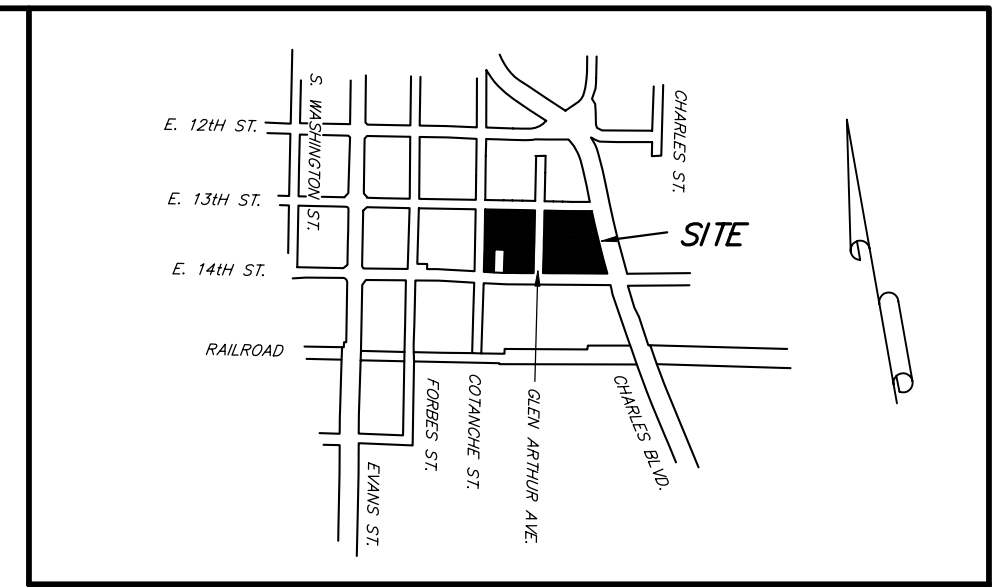 S. WASHINGTON ST.
CHARLES ST.
E. 12TH ST.
E. 13tH ST.
SITE
E. 14TH ST.
RAILROAD
FORBES ST.
COTANCHE ST.
GLEN ARTHUR AVE.
CHARLES BLVD.
EVANS ST.